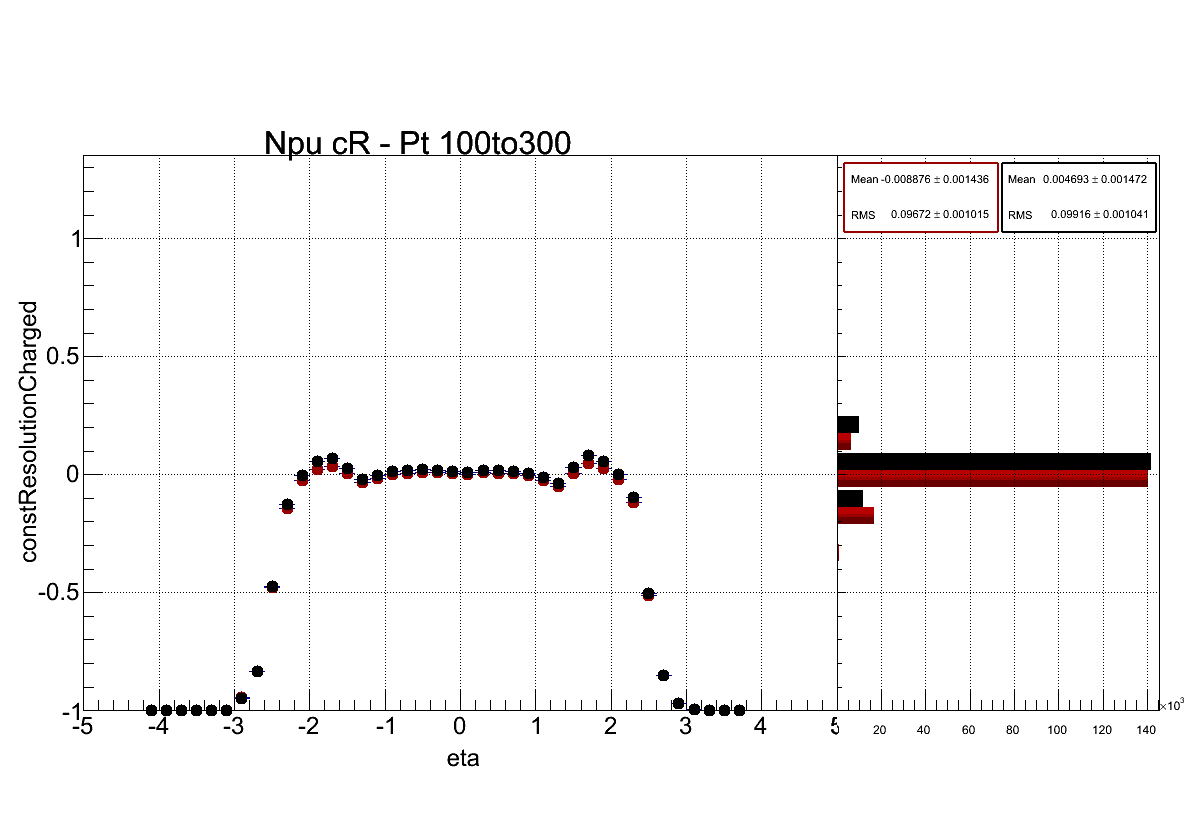 Npu cR - Pt 100to300
Mean -0.008876 ± 0.001436
RMS 0.09672 ± 0.001015
Mean 0.004693 ± 0.001472
RMS 0.09916 ± 0.001041
constResolutionCharged
1
0.5
0
-0.5
-1
-5 -4 -3 -2 -1 0 1 2 3 4 5
eta
20 40 60 80 100 120 140
×10³